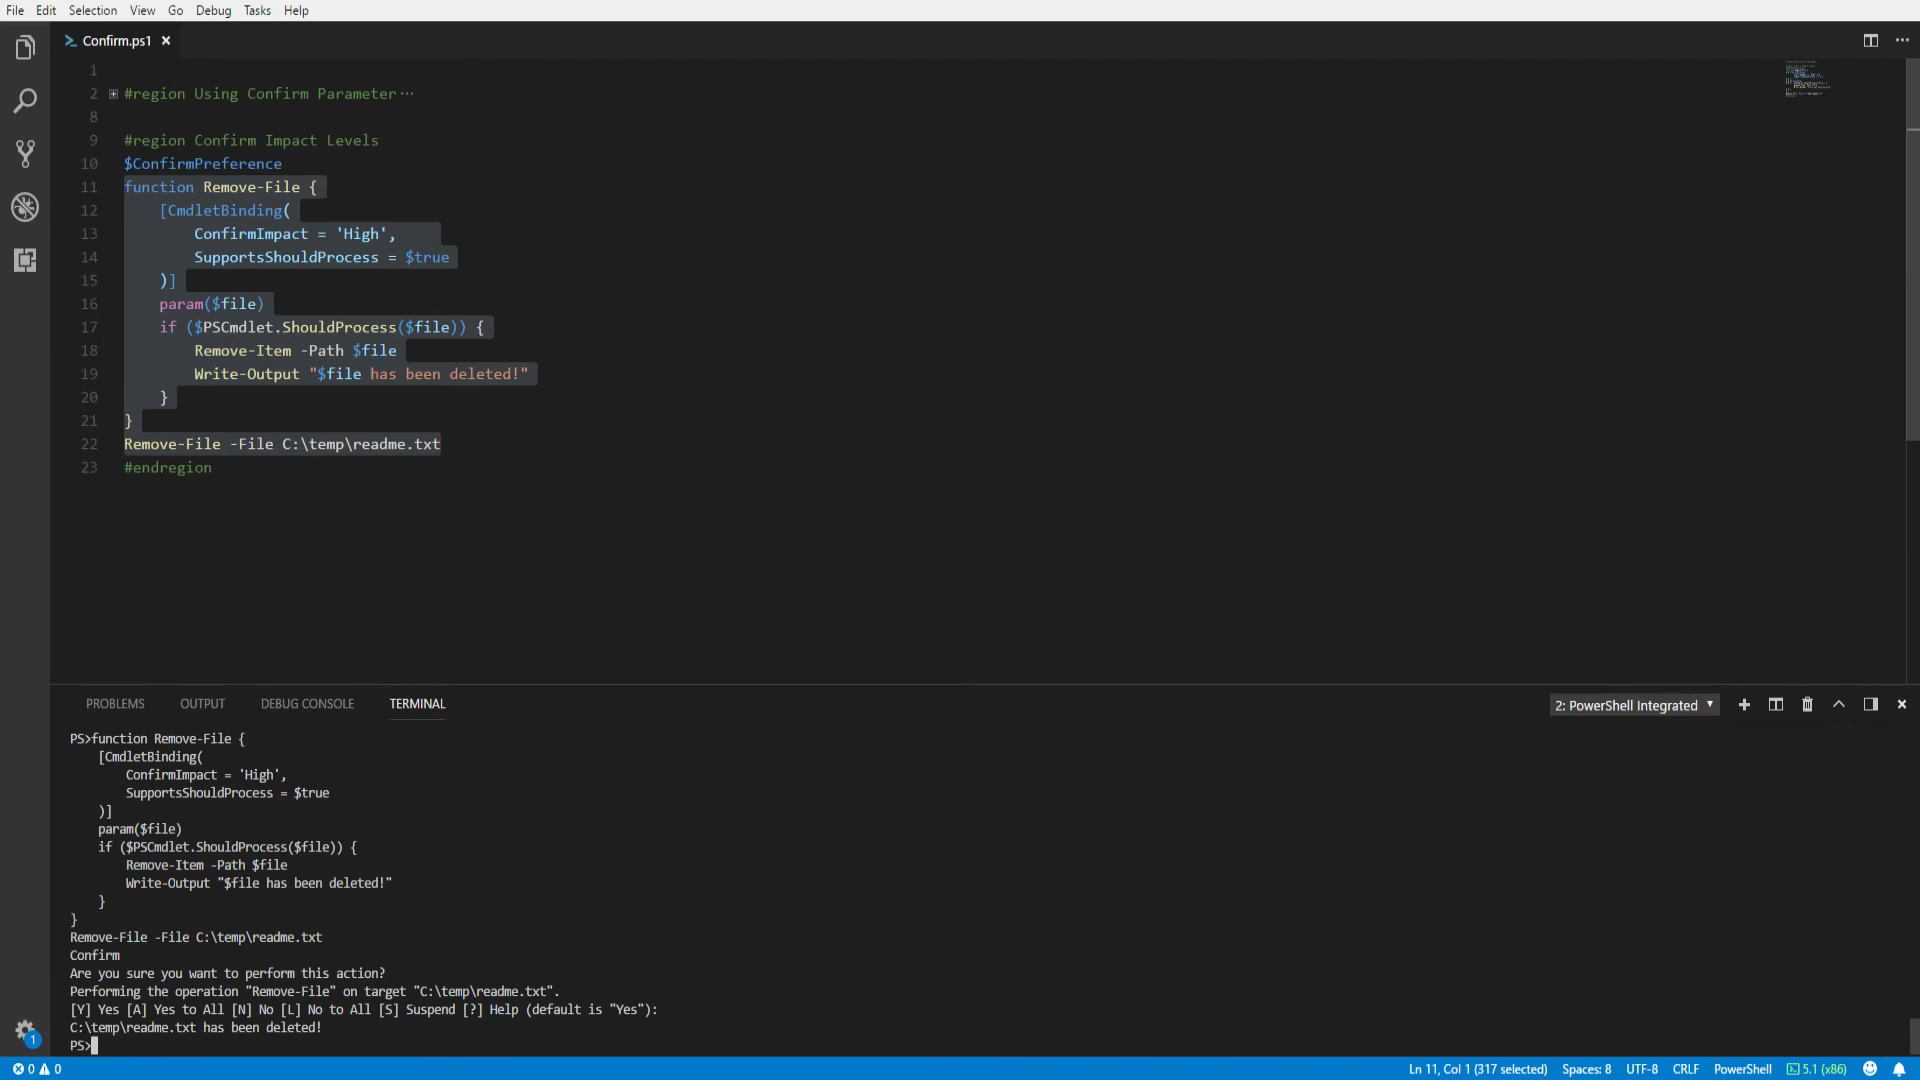 File Edit Selection View Go Debug Tasks Help
Confirm.ps1
1
2 #region Using Confirm Parameter ···
8
9 #region Confirm Impact Levels
10 $ConfirmPreference
11 function Remove-File {
12 [CmdletBinding(
13 ConfirmImpact = 'High',
14 SupportsShouldProcess = $true
15 )]
16 param($file)
17 if ($PSCmdlet.ShouldProcess($file)) {
18 Remove-Item -Path $file
19 Write-Output "$file has been deleted!"
20 }
21 }
22 Remove-File -File C:\temp\readme.txt
23 #endregion
PROBLEMS OUTPUT DEBUG CONSOLE TERMINAL 2: PowerShell Integrated
PS>function Remove-File {
[CmdletBinding(
ConfirmImpact = 'High',
SupportsShouldProcess = $true
)]
param($file)
if ($PSCmdlet.ShouldProcess($file)) {
Remove-Item -Path $file
Write-Output "$file has been deleted!"
}
}
Remove-File -File C:\temp\readme.txt
Confirm
Are you sure you want to perform this action?
Performing the operation "Remove-File" on target "C:\temp\readme.txt".
[Y] Yes [A] Yes to All [N] No [L] No to All [S] Suspend [?] Help (default is "Yes"):
C:\temp\readme.txt has been deleted!
PS>
1
0 0 Ln 11, Col 1 (317 selected) Spaces: 8 UTF-8 CRLF PowerShell 5.1 (x86)